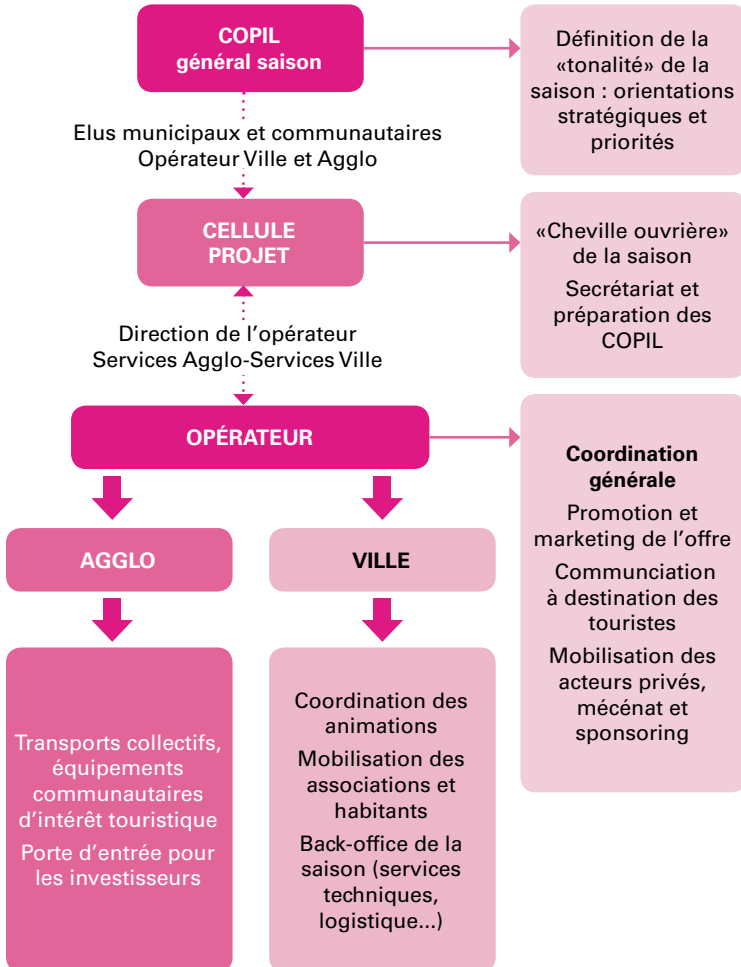 COPIL
général saison
Définition de la
«tonalité» de la
saison : orientations
stratégiques et
priorités
Elus municipaux et communautaires
Opérateur Ville et Agglo
CELLULE
PROJET
«Cheville ouvrière»
de la saison
Secrétariat et
préparation des
COPIL
Direction de l’opérateur
Services Agglo-Services Ville
OPÉRATEUR
Coordination
générale
Promotion et
marketing de l’offre
Communciation
à destination des
touristes
Mobilisation des
acteurs privés,
mécénat et
sponsoring
AGGLO
Transports collectifs,
équipements
communautaires
d’intérêt touristique
Porte d’entrée pour
les investisseurs
VILLE
Coordination des
animations
Mobilisation des
associations et
habitants
Back-office de la
saison (services
techniques,
logistique...)